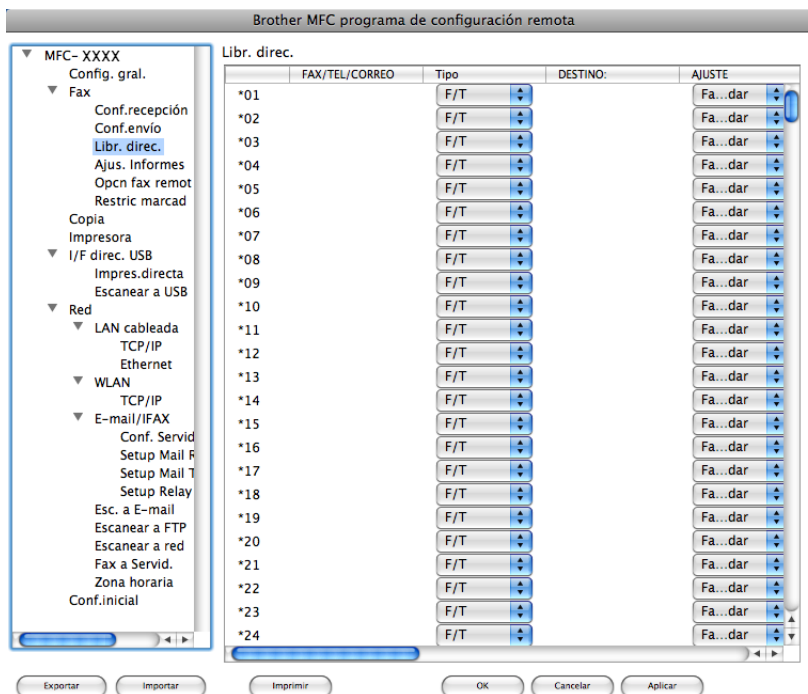 Brother MFC programa de configuración remota
MFC- XXXX
Config. gral.
Fax
Conf.recepción
Conf.envío
Libr. direc.
Ajus. Informes
Opcn fax remot
Restric marcad
Copia
Impresora
I/F direc. USB
Impres.directa
Escanear a USB
Red
LAN cableada
TCP/IP
Ethernet
WLAN
TCP/IP
E-mail/IFAX
Conf. Servid
Setup Mail R
Setup Mail T
Setup Relay
Esc. a E-mail
Escanear a FTP
Escanear a red
Fax a Servid.
Zona horaria
Conf.inicial
Libr. direc.
FAX/TEL/CORREO Tipo DESTINO: AJUSTE
*01 F/T Fa...dar
*02 F/T Fa...dar
*03 F/T Fa...dar
*04 F/T Fa...dar
*05 F/T Fa...dar
*06 F/T Fa...dar
*07 F/T Fa...dar
*08 F/T Fa...dar
*09 F/T Fa...dar
*10 F/T Fa...dar
*11 F/T Fa...dar
*12 F/T Fa...dar
*13 F/T Fa...dar
*14 F/T Fa...dar
*15 F/T Fa...dar
*16 F/T Fa...dar
*17 F/T Fa...dar
*18 F/T Fa...dar
*19 F/T Fa...dar
*20 F/T Fa...dar
*21 F/T Fa...dar
*22 F/T Fa...dar
*23 F/T Fa...dar
*24 F/T Fa...dar
Exportar Importar Imprimir OK Cancelar Aplicar